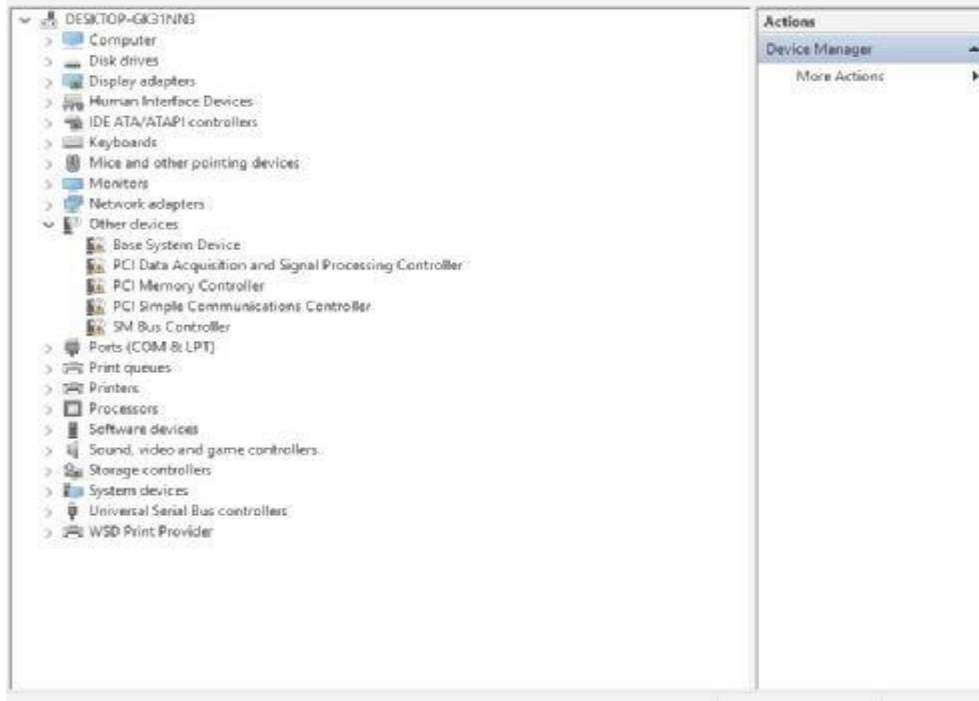 DESKTOP-GK31NN3
Computer
Disk drives
Display adapters
Human Interface Devices
IDE ATA/ATAPI controllers
Keyboards
Mice and other pointing devices
Monitors
Network adapters
Other devices
Base System Device
PCI Data Acquisition and Signal Processing Controller
PCI Memory Controller
PCI Simple Communications Controller
SM Bus Controller
Ports (COM & LPT)
Print queues
Printers
Processors
Software devices
Sound, video and game controllers
Storage controllers
System devices
Universal Serial Bus controllers
WSD Print Provider
Actions
Device Manager
More Actions